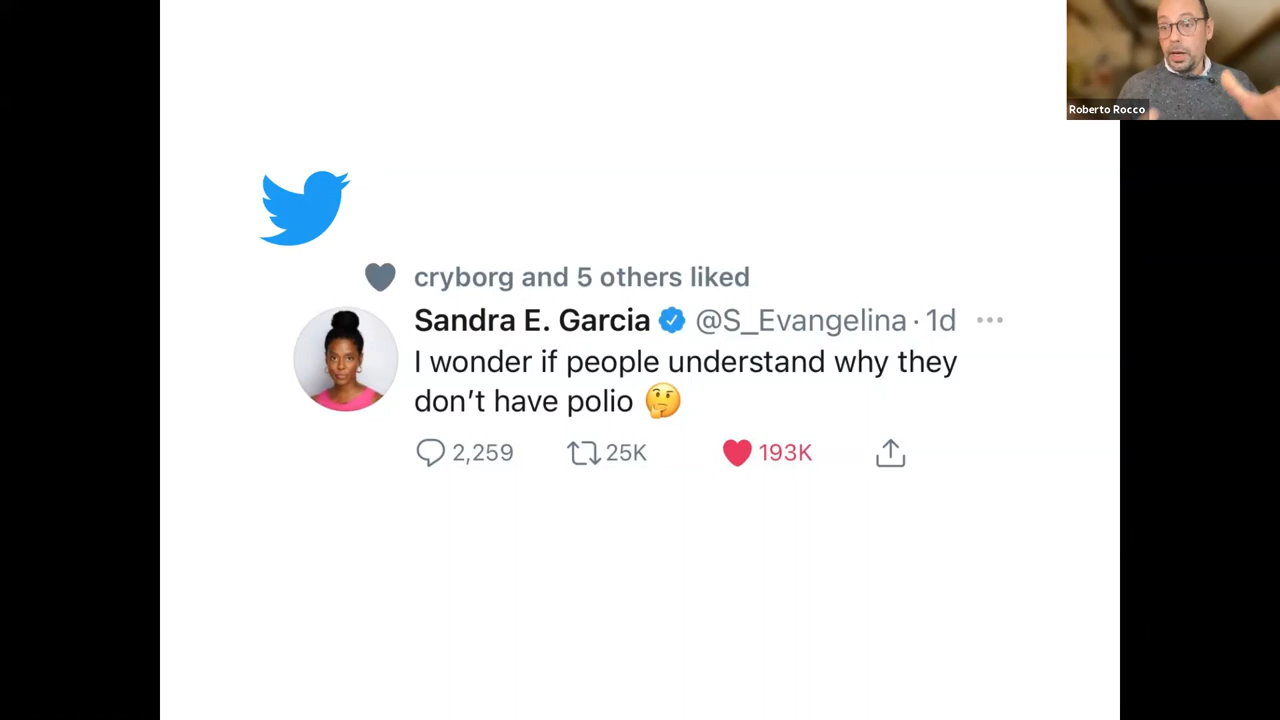 Roberto Rocco
cryborg and 5 others liked
Sandra E. Garcia @S_Evangelina · 1d
I wonder if people understand why they
don't have polio 🤔
2,259 25K 193K